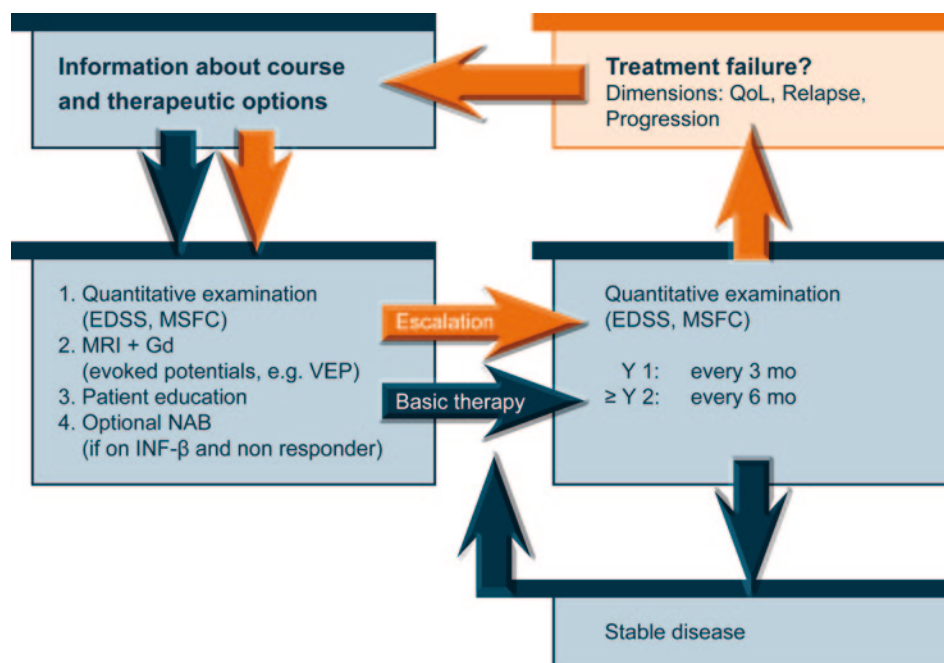 Information about course
and therapeutic options
Treatment failure?
Dimensions: QoL, Relapse,
Progression
1. Quantitative examination
(EDSS, MSFC)
2. MRI + Gd
(evoked potentials, e.g. VEP)
3. Patient education
4. Optional NAB
(if on INF-β and non responder)
Escalation
Basic therapy
Quantitative examination
(EDSS, MSFC)
Y 1: every 3 mo
≥ Y 2: every 6 mo
Stable disease